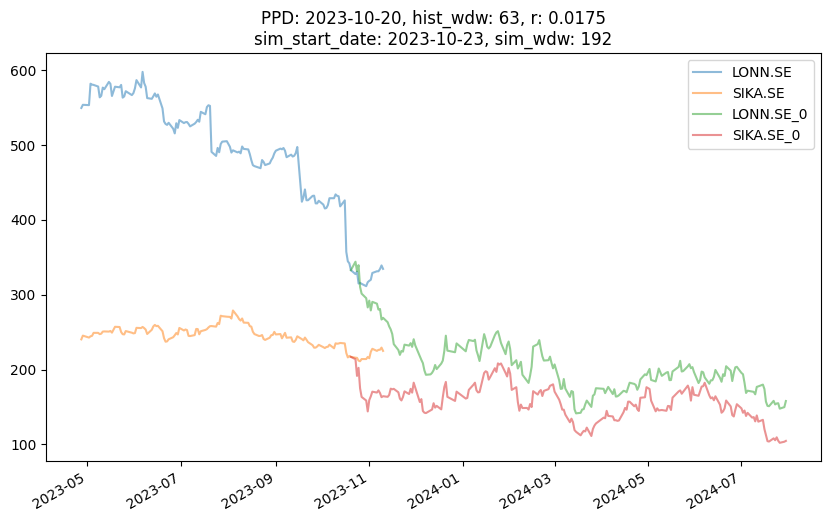 PPD: 2023-10-20, hist_wdw: 63, r: 0.0175
sim_start_date: 2023-10-23, sim_wdw: 192
LONN.SE
SIKA.SE
LONN.SE_0
SIKA.SE_0
600
500
400
300
200
100
2023-05
2023-07
2023-09
2023-11
2024-01
2024-03
2024-05
2024-07